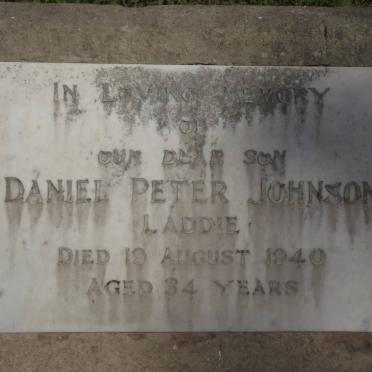 In Loving Memory
of
our dear son
Daniel Peter Johnson
Laddie
Died 19 August 1940
Aged 34 years